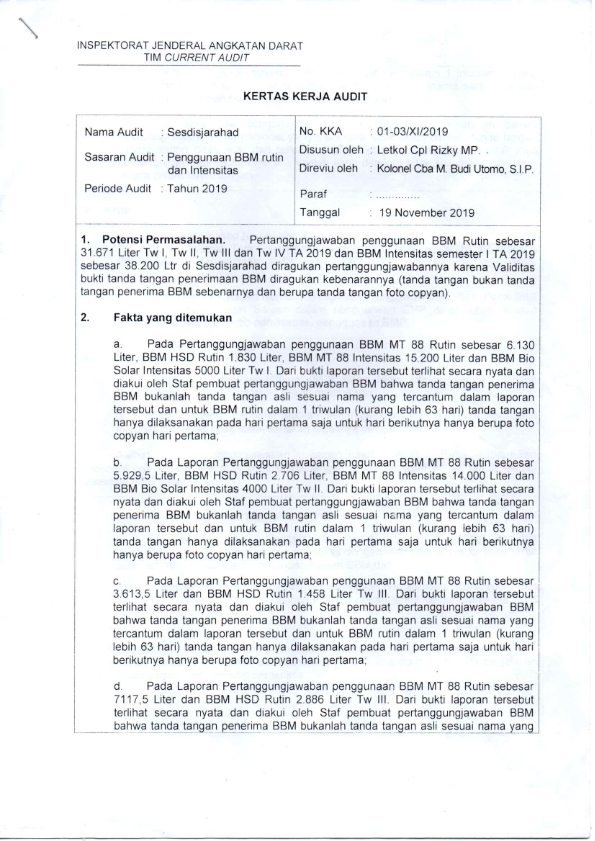 INSPEKTORAT JENDERAL ANGKATAN DARAT
TIM CURRENT AUDIT
KERTAS KERJA AUDIT
Nama Audit : Sesdisjarahad
Sasaran Audit : Penggunaan BBM rutin
dan Intensitas
Periode Audit : Tahun 2019
No. KKA : 01-03/XI/2019
Disusun oleh : Letkol Cpl Rizky MP. .
Direviu oleh : Kolonel Cba M. Budi Utomo, S.I.P.
Paraf : ..............
Tanggal : 19 November 2019
1. Potensi Permasalahan. Pertanggungjawaban penggunaan BBM Rutin sebesar
31.671 Liter Tw I, Tw II, Tw III dan Tw IV TA 2019 dan BBM Intensitas semester I TA 2019
sebesar 38.200 Ltr di Sesdisjarahad diragukan pertanggungjawabannya karena Validitas
bukti tanda tangan penerimaan BBM diragukan kebenarannya (tanda tangan bukan tanda
tangan penerima BBM sebenarnya dan berupa tanda tangan foto copyan).
2. Fakta yang ditemukan
a. Pada Pertanggungjawaban penggunaan BBM MT 88 Rutin sebesar 6.130
Liter, BBM HSD Rutin 1.830 Liter, BBM MT 88 Intensitas 15.200 Liter dan BBM Bio
Solar Intensitas 5000 Liter Tw I. Dari bukti laporan tersebut terlihat secara nyata dan
diakui oleh Staf pembuat pertanggungjawaban BBM bahwa tanda tangan penerima
BBM bukanlah tanda tangan asli sesuai nama yang tercantum dalam laporan
tersebut dan untuk BBM rutin dalam 1 triwulan (kurang lebih 63 hari) tanda tangan
hanya dilaksanakan pada hari pertama saja untuk hari berikutnya hanya berupa foto
copyan hari pertama;
b. Pada Laporan Pertanggungjawaban penggunaan BBM MT 88 Rutin sebesar
5.929,5 Liter, BBM HSD Rutin 2.706 Liter, BBM MT 88 Intensitas 14.000 Liter dan
BBM Bio Solar Intensitas 4000 Liter Tw II. Dari bukti laporan tersebut terlihat secara
nyata dan diakui oleh Staf pembuat pertanggungjawaban BBM bahwa tanda tangan
penerima BBM bukanlah tanda tangan asli sesuai nama yang tercantum dalam
laporan tersebut dan untuk BBM rutin dalam 1 triwulan (kurang lebih 63 hari)
tanda tangan hanya dilaksanakan pada hari pertama saja untuk hari berikutnya
hanya berupa foto copyan hari pertama;
c. Pada Laporan Pertanggungjawaban penggunaan BBM MT 88 Rutin sebesar
3.613,5 Liter dan BBM HSD Rutin 1.458 Liter Tw III. Dari bukti laporan tersebut
terlihat secara nyata dan diakui oleh Staf pembuat pertanggungjawaban BBM
bahwa tanda tangan penerima BBM bukanlah tanda tangan asli sesuai nama yang
tercantum dalam laporan tersebut dan untuk BBM rutin dalam 1 triwulan (kurang
lebih 63 hari) tanda tangan hanya dilaksanakan pada hari pertama saja untuk hari
berikutnya hanya berupa foto copyan hari pertama;
d. Pada Laporan Pertanggungjawaban penggunaan BBM MT 88 Rutin sebesar
7117,5 Liter dan BBM HSD Rutin 2.886 Liter Tw III. Dari bukti laporan tersebut
terlihat secara nyata dan diakui oleh Staf pembuat pertanggungjawaban BBM
bahwa tanda tangan penerima BBM bukanlah tanda tangan asli sesuai nama yang